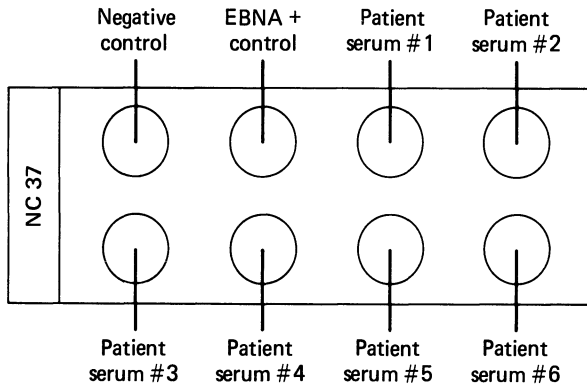 Negative
control
EBNA +
control
Patient
serum #1
Patient
serum #2
NC 37
Patient
serum #3
Patient
serum #4
Patient
serum #5
Patient
serum #6